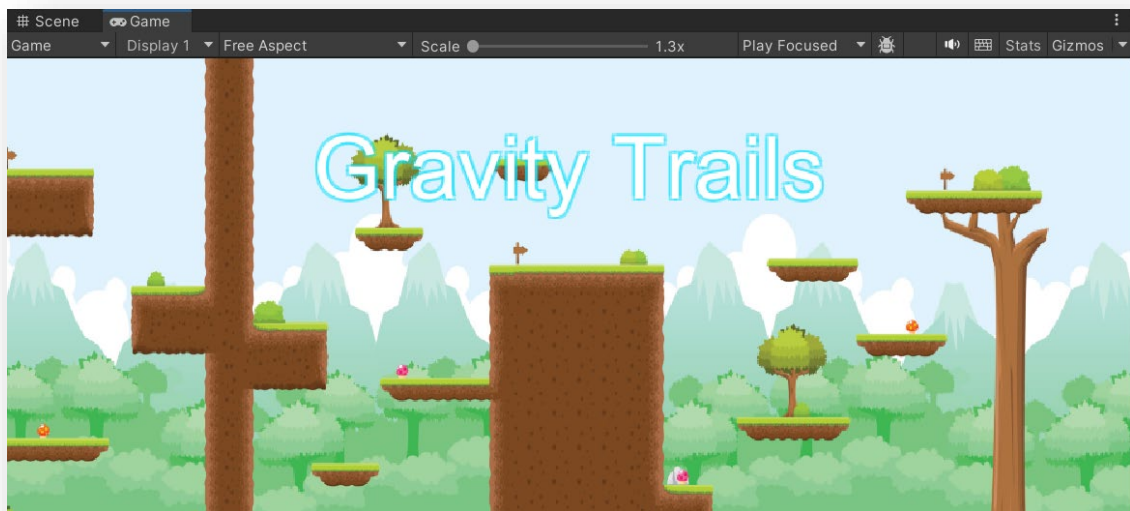 Scene Game
Game Display 1 Free Aspect Scale 1.3x Play Focused Stats Gizmos
Gravity Trails